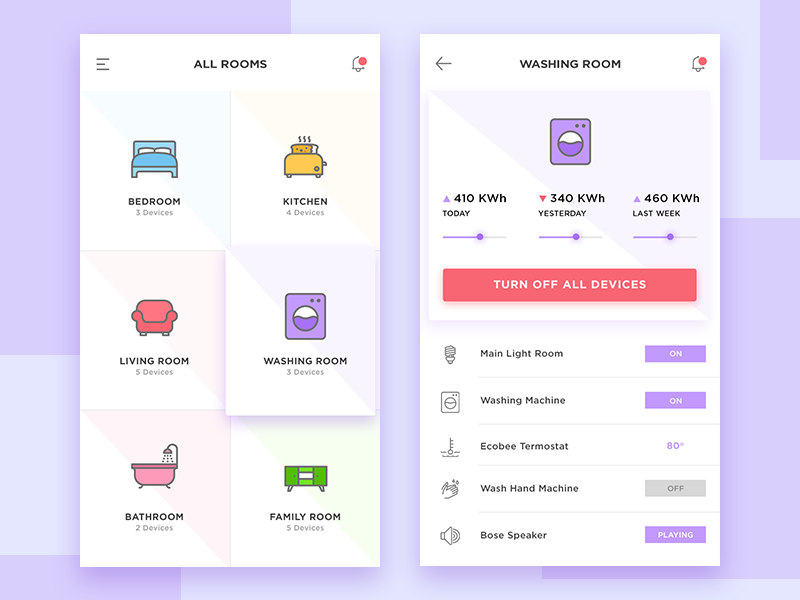 ALL ROOMS
BEDROOM
3 Devices
KITCHEN
4 Devices
LIVING ROOM
5 Devices
WASHING ROOM
3 Devices
BATHROOM
2 Devices
FAMILY ROOM
5 Devices
WASHING ROOM
410 KWh
TODAY
340 KWh
YESTERDAY
460 KWh
LAST WEEK
TURN OFF ALL DEVICES
Main Light Room ON
Washing Machine ON
Ecobee Termostat 80°
Wash Hand Machine OFF
Bose Speaker PLAYING